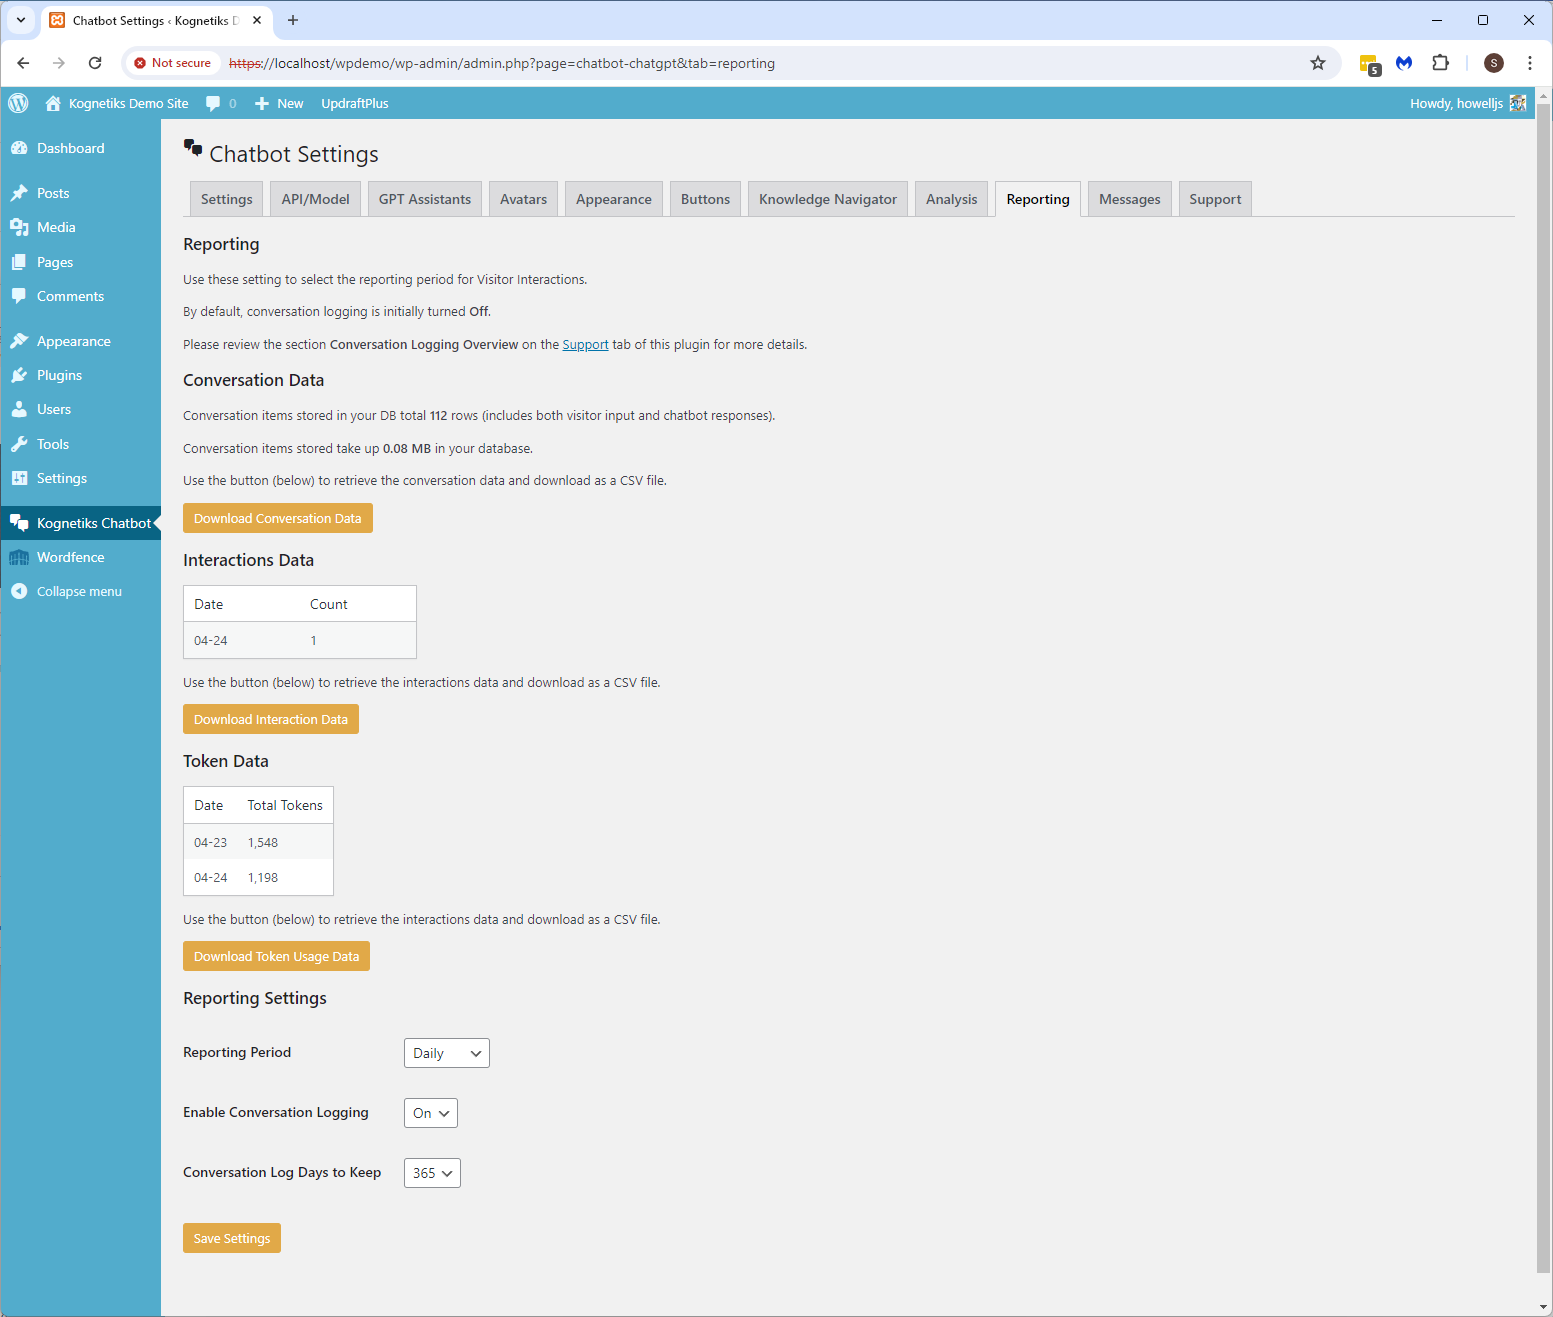 Chatbot Settings ‹ Kognetiks D
Not secure
https://localhost/wpdemo/wp-admin/admin.php?page=chatbot-chatgpt&tab=reporting
5
S
Kognetiks Demo Site
0
New
UpdraftPlus
Howdy, howelljs
Dashboard
Posts
Media
Pages
Comments
Appearance
Plugins
Users
Tools
Settings
Kognetiks Chatbot
Wordfence
Collapse menu
Chatbot Settings
Settings
API/Model
GPT Assistants
Avatars
Appearance
Buttons
Knowledge Navigator
Analysis
Reporting
Messages
Support
Reporting
Use these setting to select the reporting period for Visitor Interactions.
By default, conversation logging is initially turned Off.
Please review the section Conversation Logging Overview on the Support tab of this plugin for more details.
Conversation Data
Conversation items stored in your DB total 112 rows (includes both visitor input and chatbot responses).
Conversation items stored take up 0.08 MB in your database.
Use the button (below) to retrieve the conversation data and download as a CSV file.
Download Conversation Data
Interactions Data
Date Count
04-24 1
Use the button (below) to retrieve the interactions data and download as a CSV file.
Download Interaction Data
Token Data
Date Total Tokens
04-23 1,548
04-24 1,198
Use the button (below) to retrieve the interactions data and download as a CSV file.
Download Token Usage Data
Reporting Settings
Reporting Period Daily
Enable Conversation Logging On
Conversation Log Days to Keep 365
Save Settings